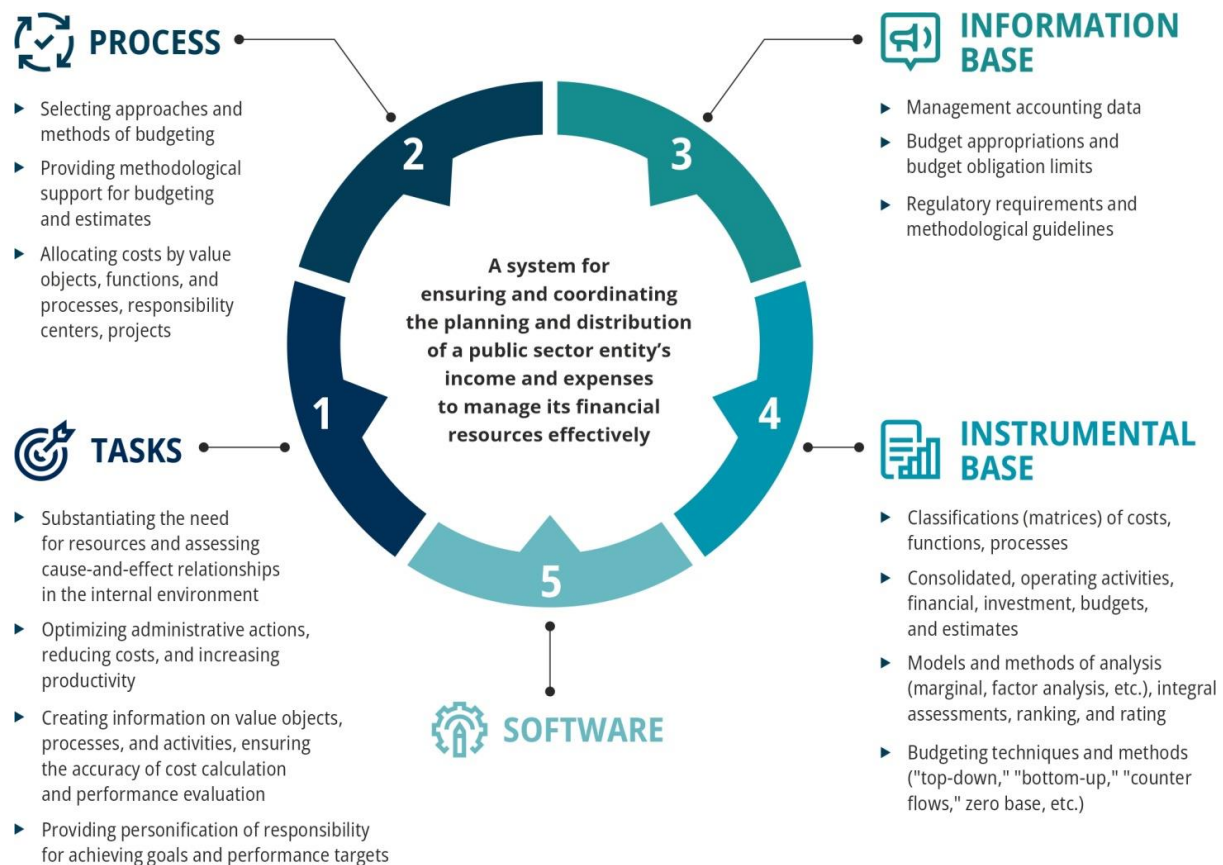 PROCESS
Selecting approaches and
methods of budgeting
Providing methodological
support for budgeting
and estimates
Allocating costs by value
objects, functions, and
processes, responsibility
centers, projects
INFORMATION
BASE
Management accounting data
Budget appropriations and
budget obligation limits
Regulatory requirements and
methodological guidelines
2
3
1
4
5
A system for
ensuring and coordinating
the planning and distribution
of a public sector entity’s
income and expenses
to manage its financial
resources effectively
TASKS
Substantiating the need
for resources and assessing
cause-and-effect relationships
in the internal environment
Optimizing administrative actions,
reducing costs, and increasing
productivity
Creating information on value objects,
processes, and activities, ensuring
the accuracy of cost calculation
and performance evaluation
Providing personification of responsibility
for achieving goals and performance targets
SOFTWARE
INSTRUMENTAL
BASE
Classifications (matrices) of costs,
functions, processes
Consolidated, operating activities,
financial, investment, budgets,
and estimates
Models and methods of analysis
(marginal, factor analysis, etc.), integral
assessments, ranking, and rating
Budgeting techniques and methods
("top-down," "bottom-up," "counter
flows," zero base, etc.)